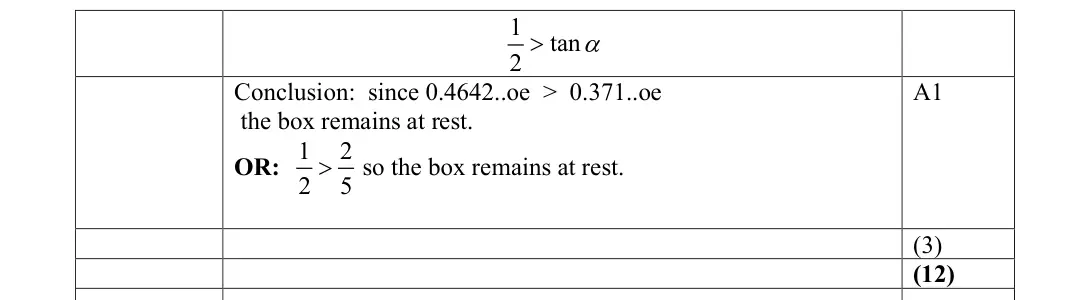 1/2 > tan α
Conclusion: since 0.4642..oe > 0.371..oe
A1
the box remains at rest.
OR: 1/2 > 2/5 so the box remains at rest.
(3)
(12)